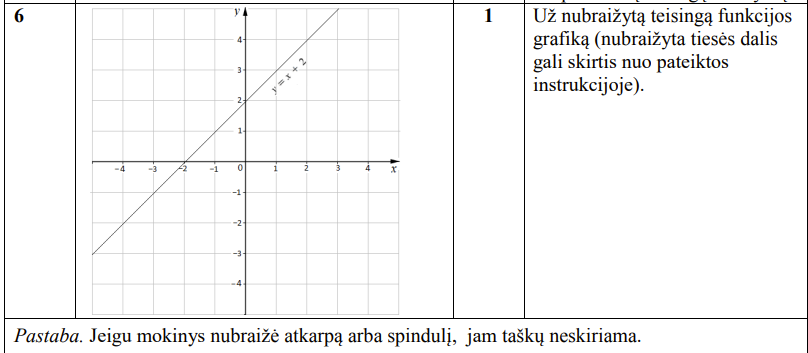 6
1
Už nubraižytą teisingą funkcijos
grafiką (nubraižyta tiesės dalis
gali skirtis nuo pateiktos
instrukcijoje).
y
4
3
y = x + 2
2
1
-4 -3 -2 -1 0 1 2 3 4 x
-1
-2
-3
-4
Pastaba. Jeigu mokinys nubraižė atkarpą arba spindulį, jam taškų neskiriama.